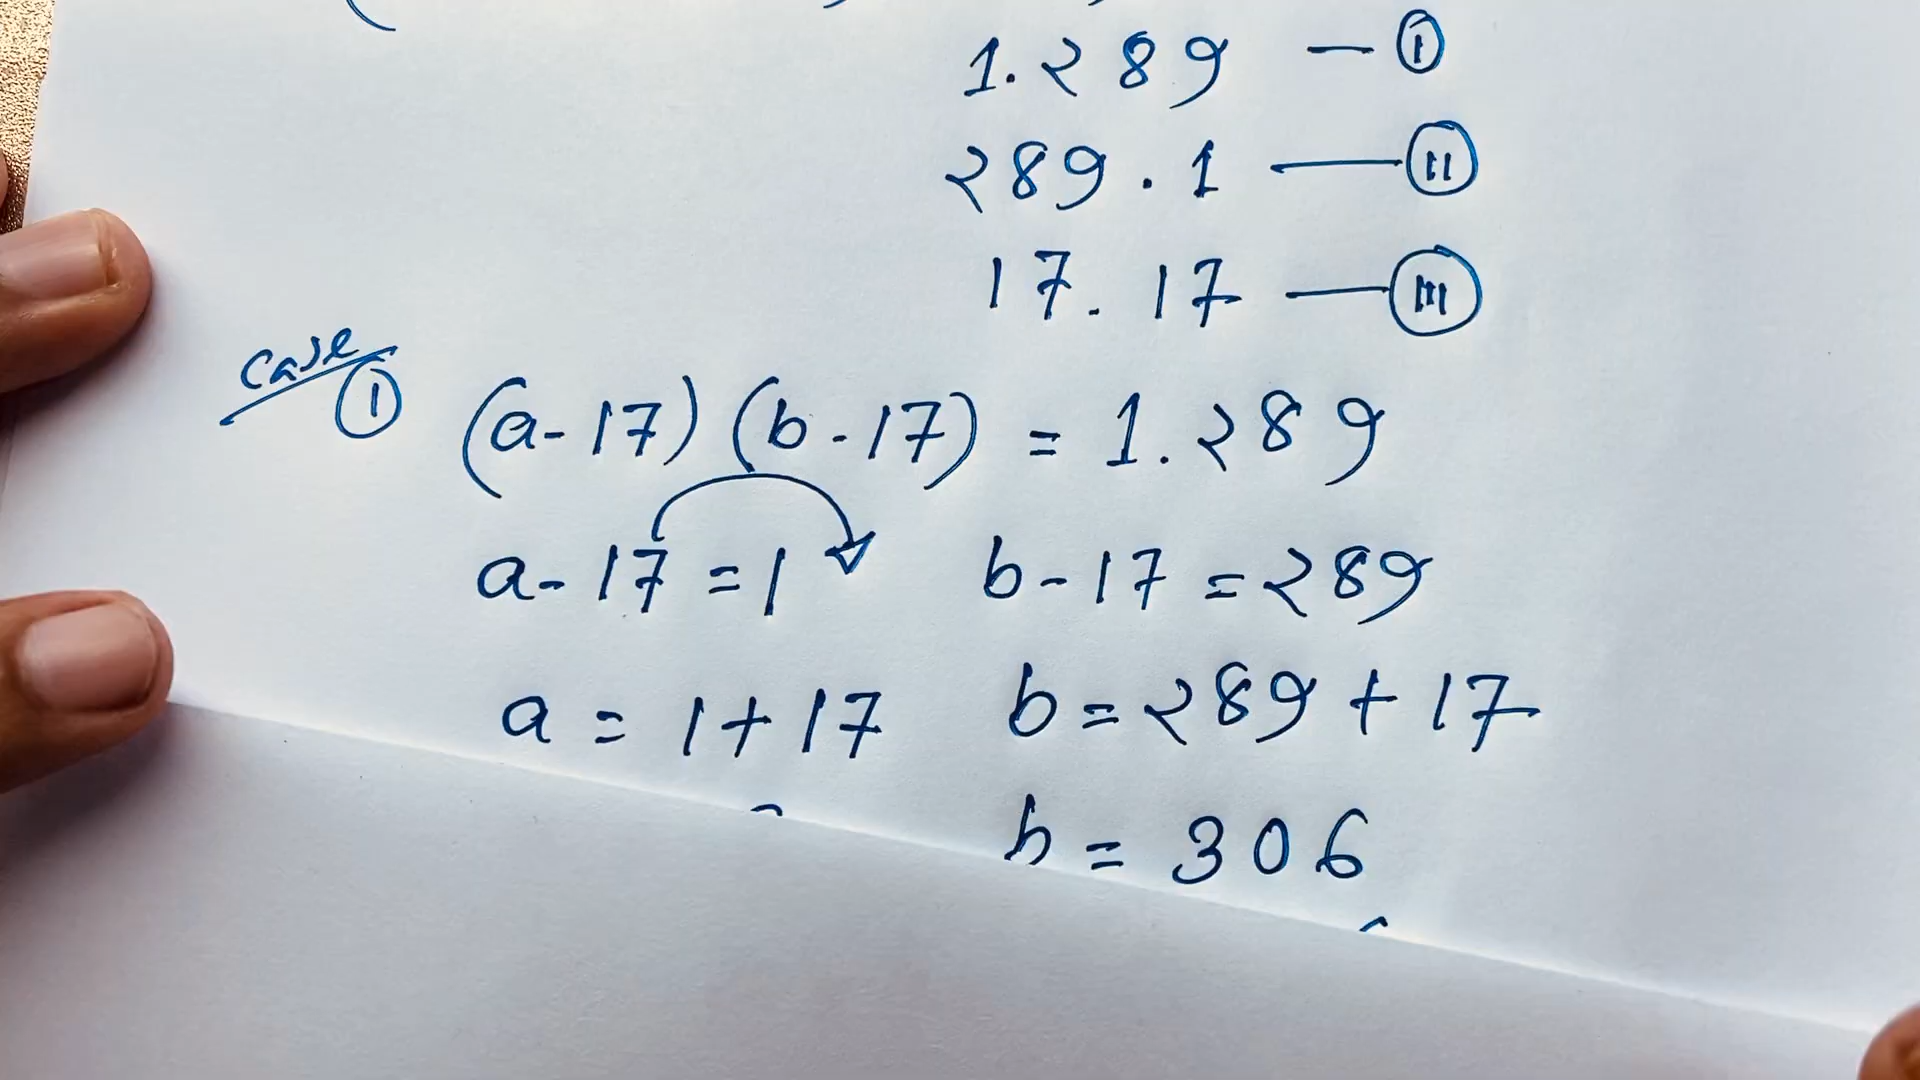 1.289 — I
289.1 — II
17.17 — III
case 1 (a-17)(b-17) = 1.289
a-17=1 b-17=289
a=1+17 b=289+17
b=306